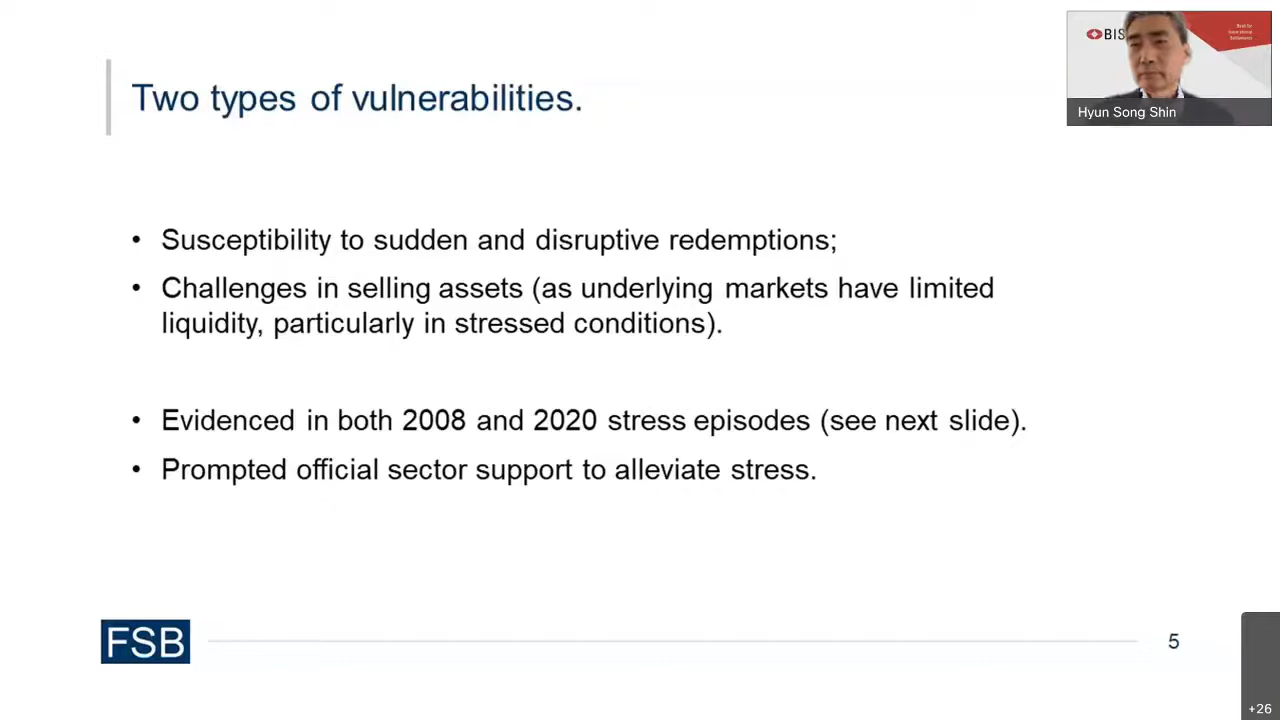 Two types of vulnerabilities.
BIS
Hyun Song Shin
• Susceptibility to sudden and disruptive redemptions;
• Challenges in selling assets (as underlying markets have limited
liquidity, particularly in stressed conditions).
• Evidenced in both 2008 and 2020 stress episodes (see next slide).
• Prompted official sector support to alleviate stress.
FSB
5
+26